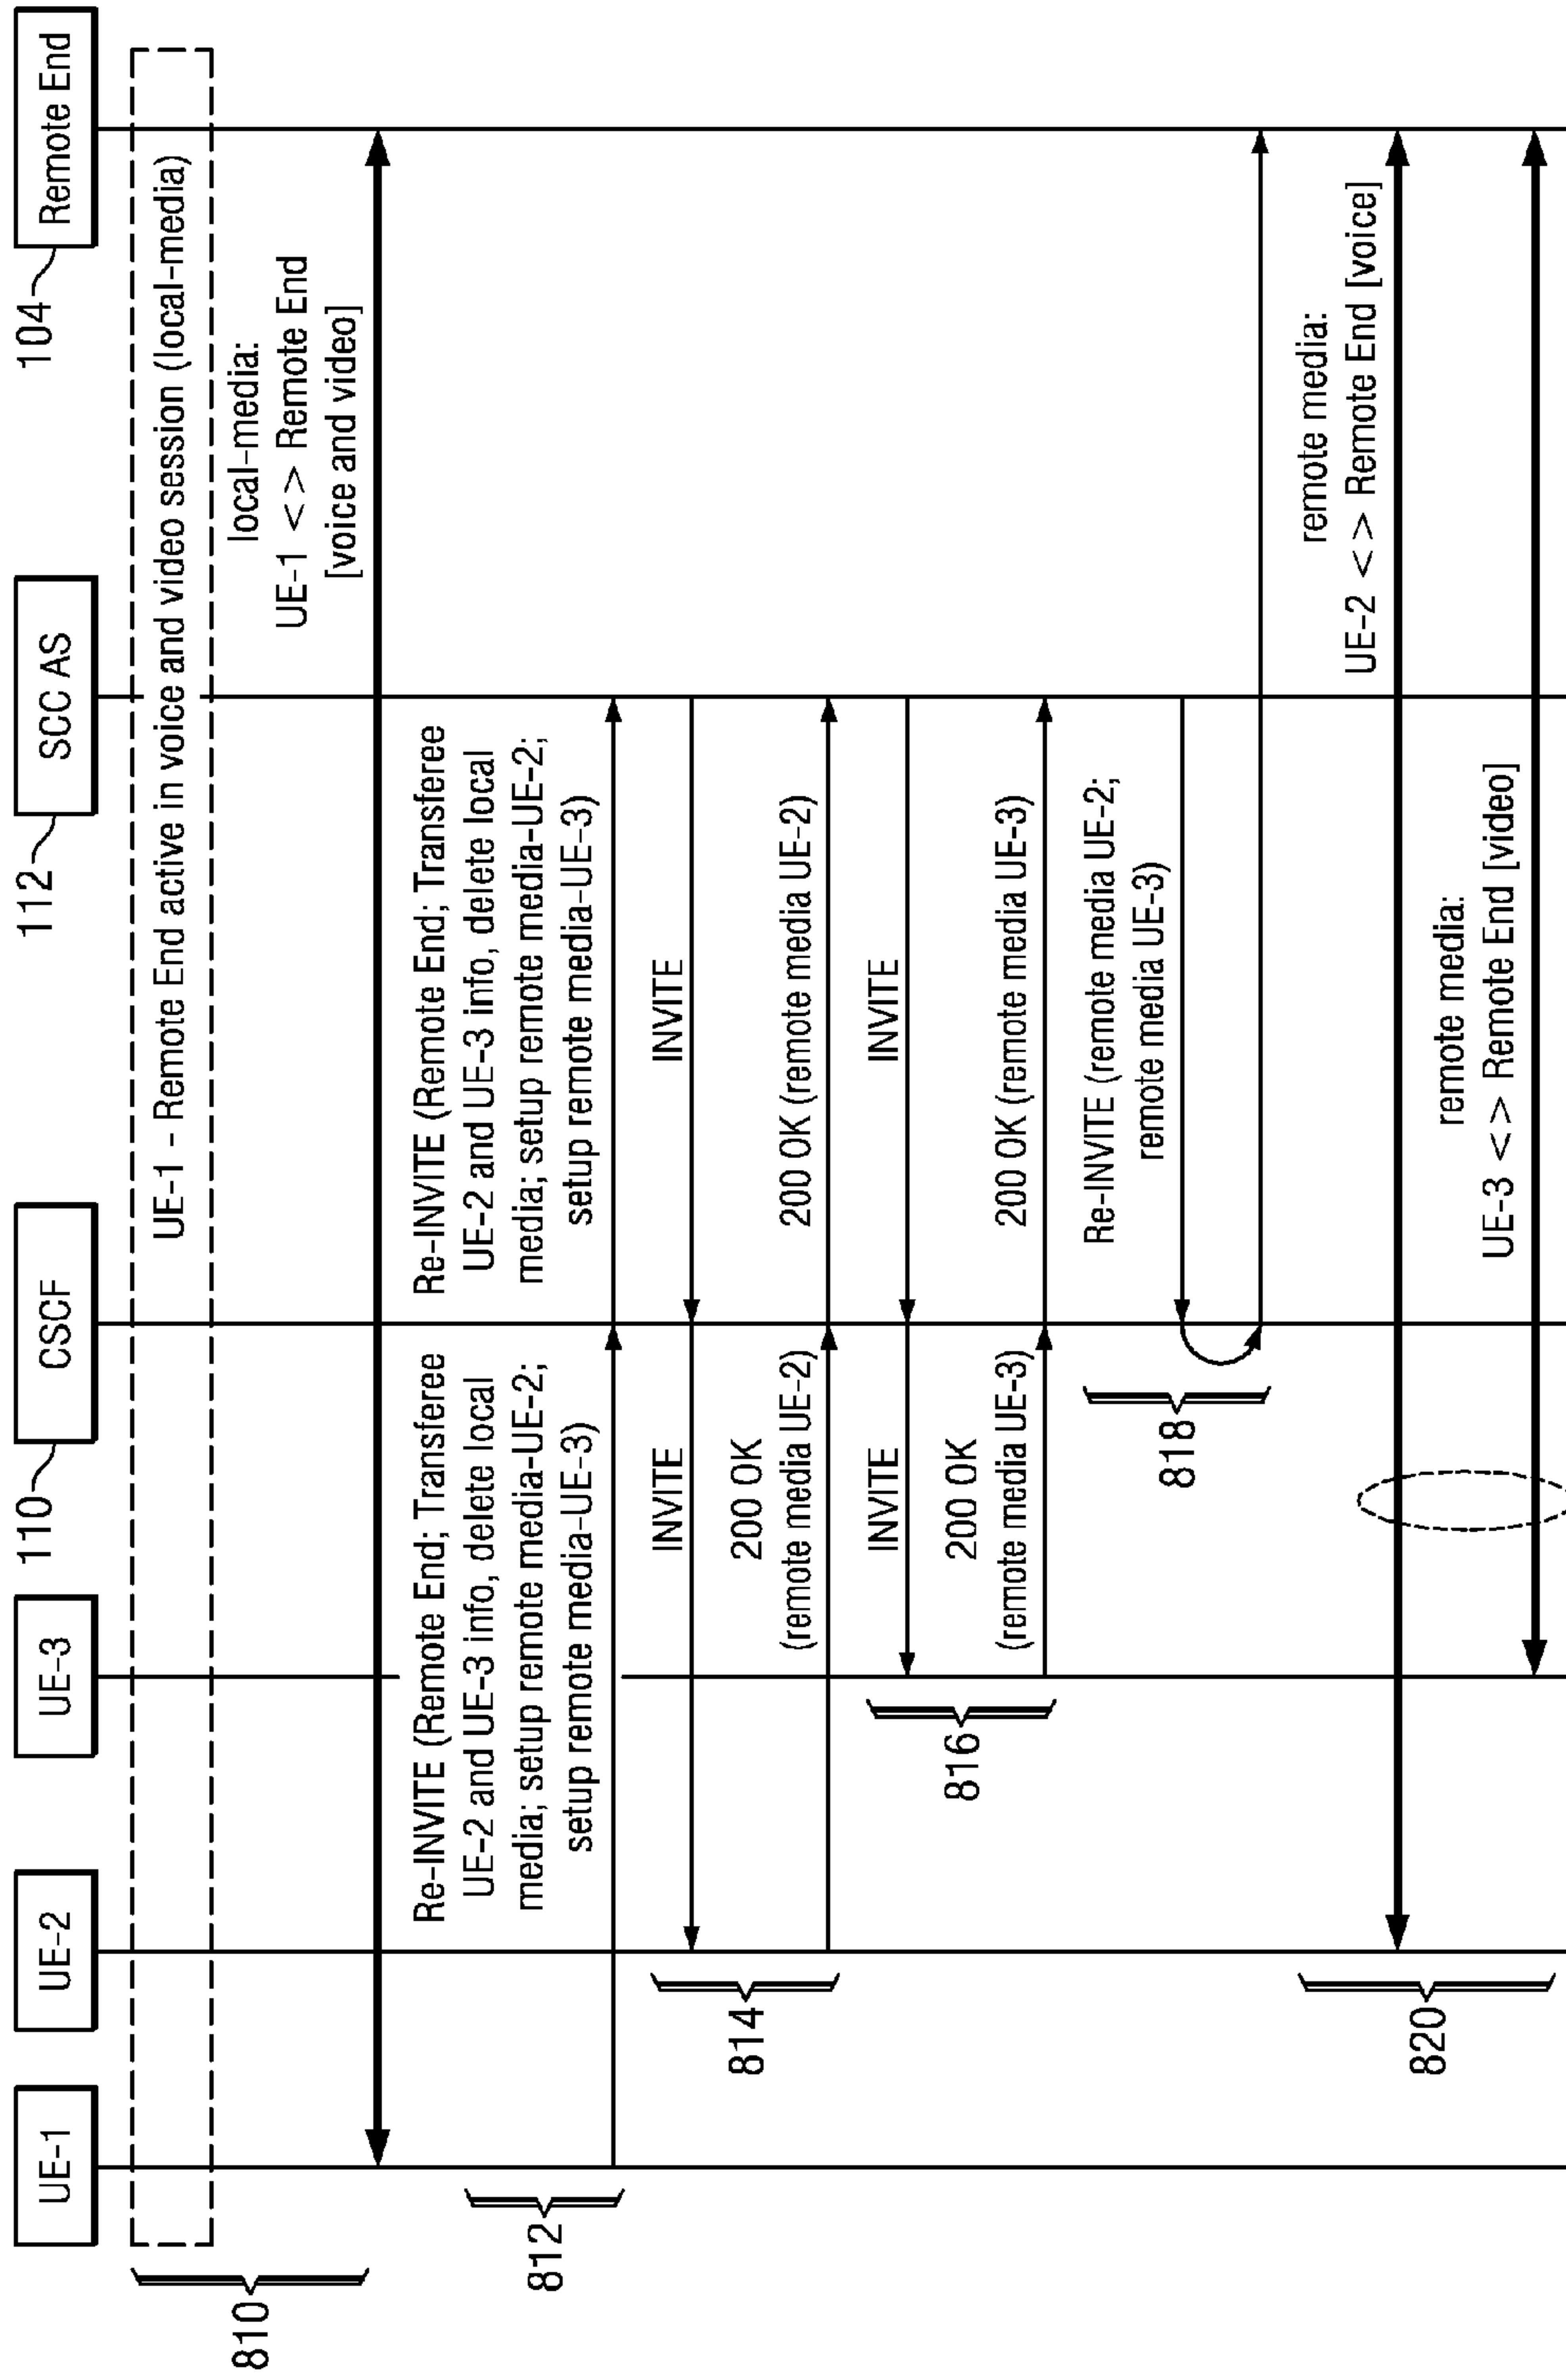 UE-1
UE-2
UE-3
110
CSCF
112
SCC AS
104
Remote End
810
UE-1 - Remote End active in voice and video session (local-media)
local-media:
UE-1 <> Remote End
[voice and video]
812
Re-INVITE (Remote End; Transferee
UE-2 and UE-3 info, delete local
media; setup remote media-UE-2;
setup remote media-UE-3)
Re-INVITE (Remote End; Transferee
UE-2 and UE-3 info, delete local
media; setup remote media-UE-2;
setup remote media-UE-3)
814
INVITE
INVITE
200 OK
(remote media UE-2)
200 OK (remote media UE-2)
816
INVITE
INVITE
200 OK
(remote media UE-3)
200 OK (remote media UE-3)
818
Re-INVITE (remote media UE-2;
remote media UE-3)
820
remote media:
UE-2 <> Remote End [voice]
remote media:
UE-3 <> Remote End [video]